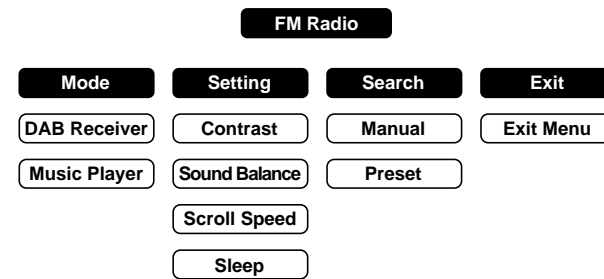 FM Radio
Mode Setting Search Exit
DAB Receiver Contrast Manual Exit Menu
Music Player Sound Balance Preset
Scroll Speed
Sleep